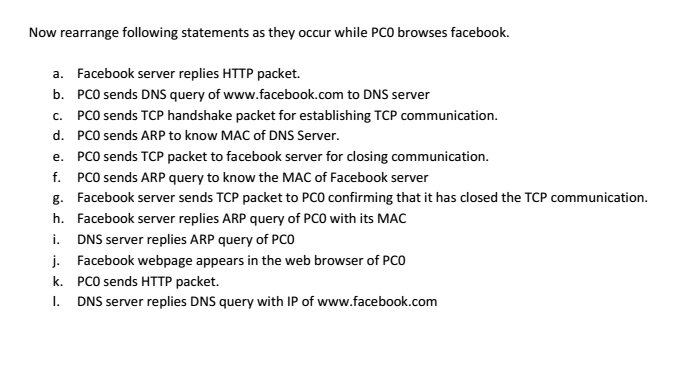 Now rearrange following statements as they occur while PC0 browses facebook.
a. Facebook server replies HTTP packet.
b. PC0 sends DNS query of www.facebook.com to DNS server
c. PC0 sends TCP handshake packet for establishing TCP communication.
d. PC0 sends ARP to know MAC of DNS Server.
e. PC0 sends TCP packet to facebook server for closing communication.
f. PC0 sends ARP query to know the MAC of Facebook server
g. Facebook server sends TCP packet to PC0 confirming that it has closed the TCP communication.
h. Facebook server replies ARP query of PC0 with its MAC
i. DNS server replies ARP query of PC0
j. Facebook webpage appears in the web browser of PC0
k. PC0 sends HTTP packet.
l. DNS server replies DNS query with IP of www.facebook.com